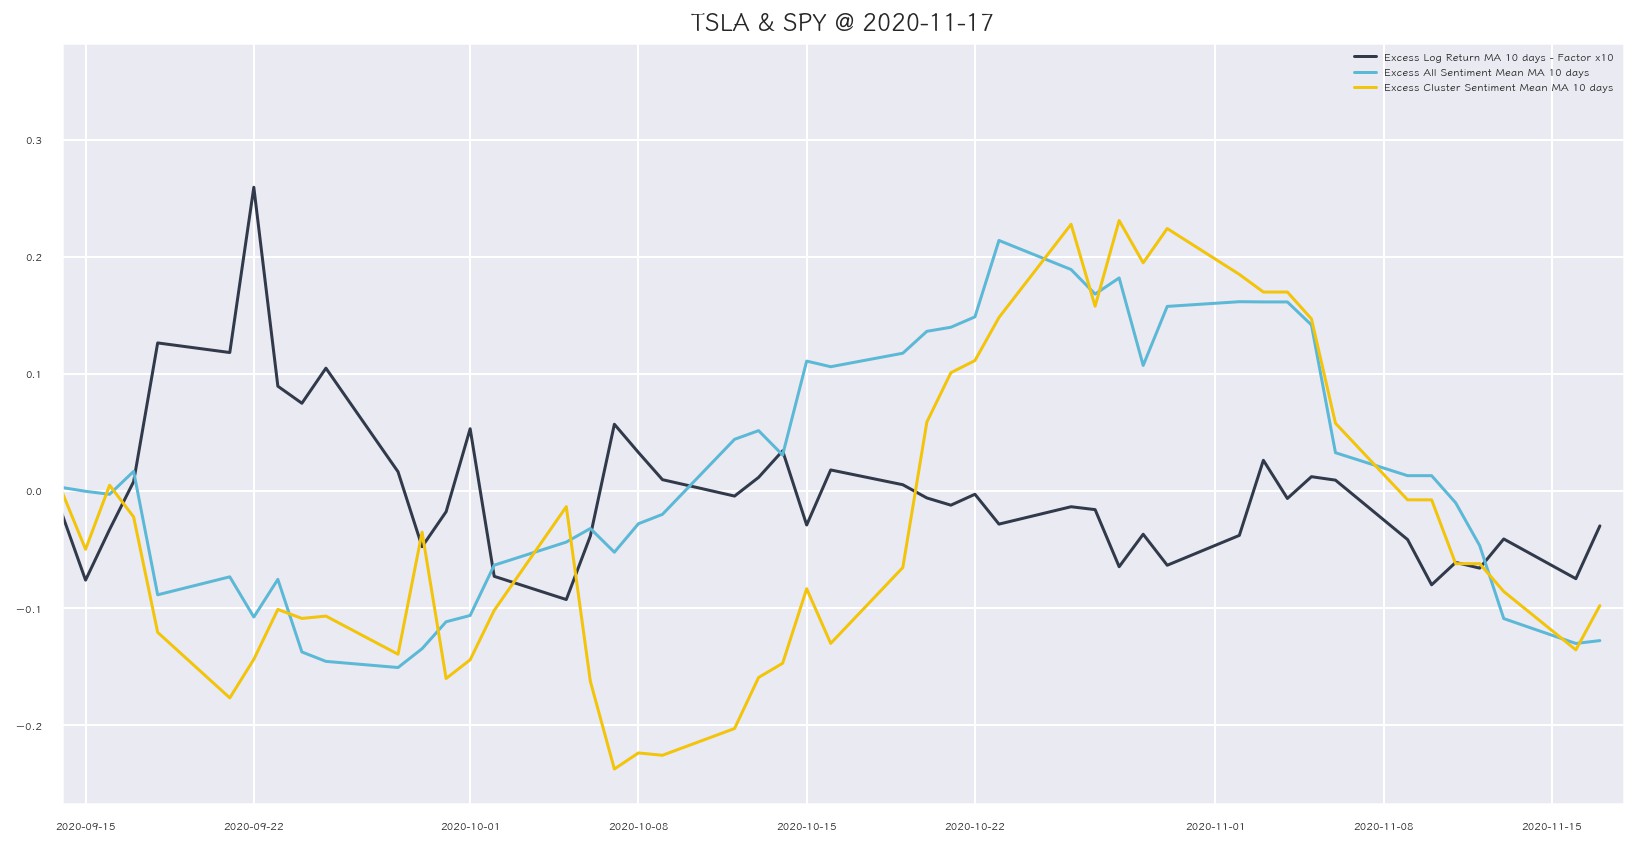 TSLA & SPY @ 2020-11-17
Excess Log Return MA 10 days - Factor x10
Excess All Sentiment Mean MA 10 days
Excess Cluster Sentiment Mean MA 10 days
0.3
0.2
0.1
0.0
−0.1
−0.2
2020-09-15 2020-09-22 2020-10-01 2020-10-08 2020-10-15 2020-10-22 2020-11-01 2020-11-08 2020-11-15